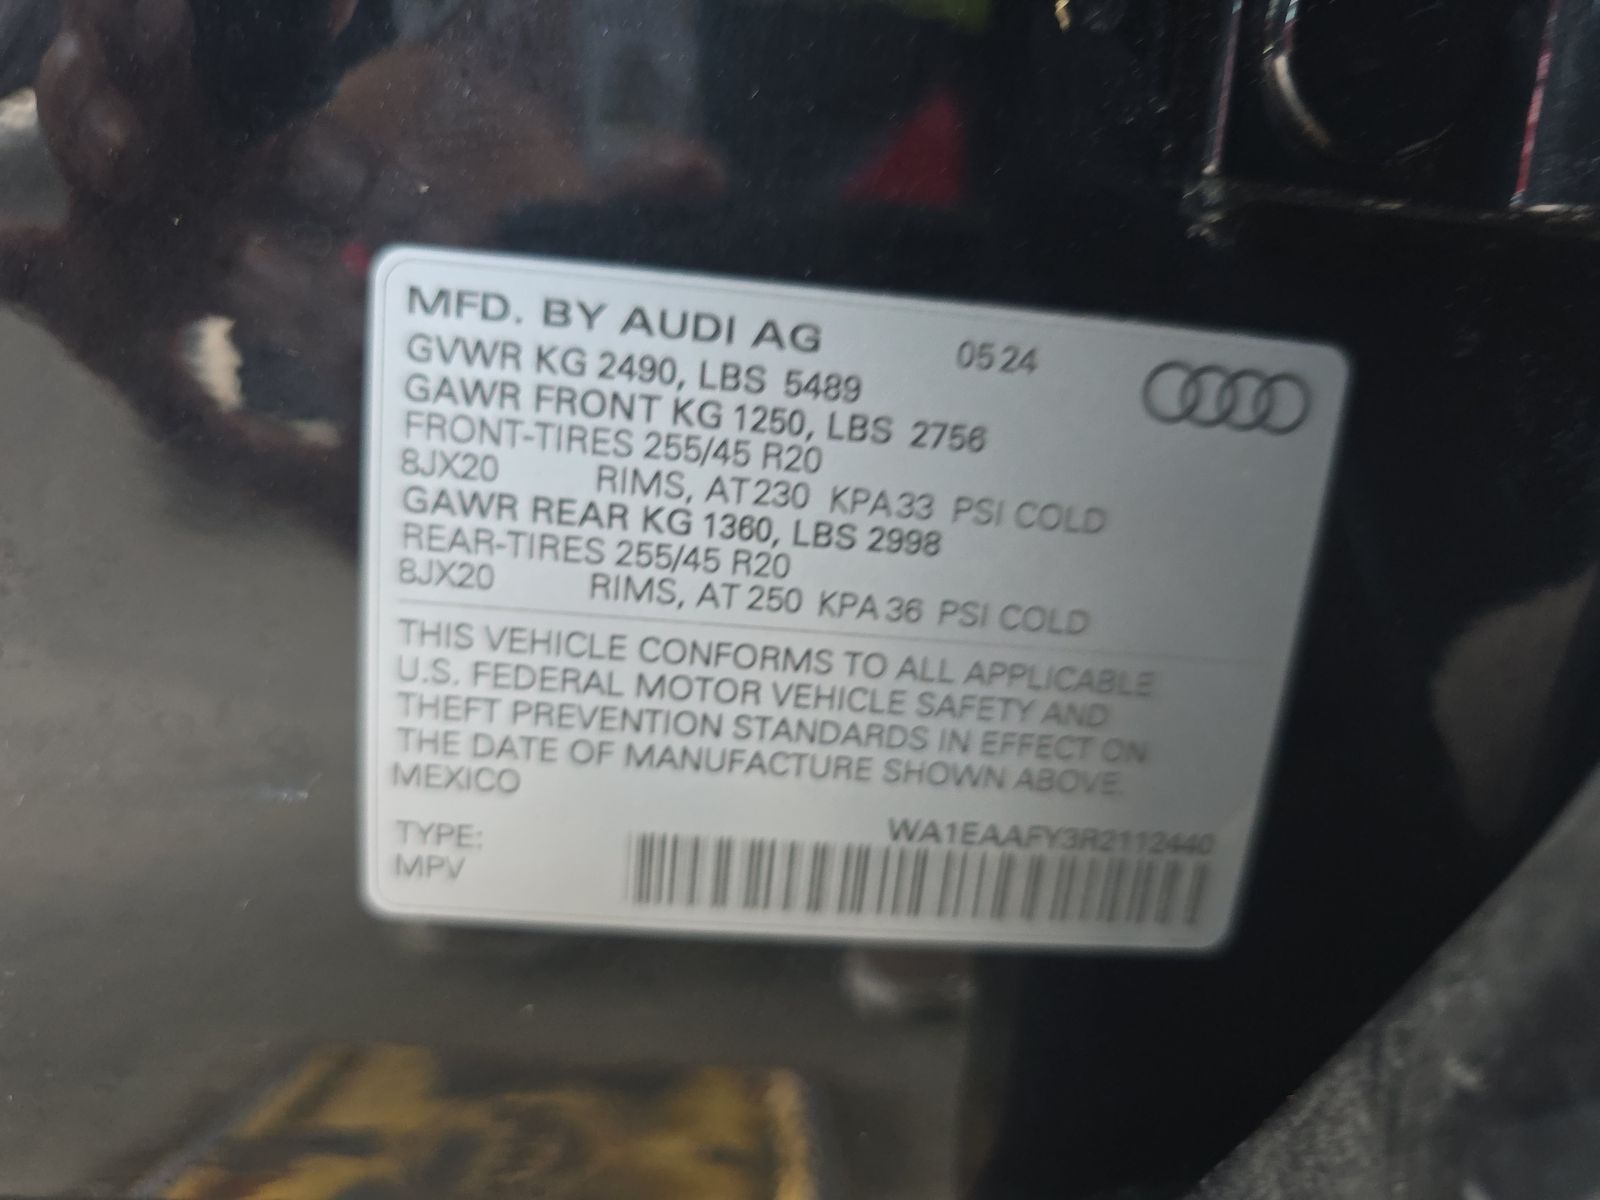 MFD. BY AUDI AG 05 24
GVWR KG 2490, LBS 5489
GAWR FRONT KG 1250, LBS 2756
FRONT-TIRES 255/45 R20
8JX20 RIMS, AT 230 KPA 33 PSI COLD
GAWR REAR KG 1360, LBS 2998
REAR-TIRES 255/45 R20
8JX20 RIMS, AT 250 KPA 36 PSI COLD
THIS VEHICLE CONFORMS TO ALL APPLICABLE
U.S. FEDERAL MOTOR VEHICLE SAFETY AND
THEFT PREVENTION STANDARDS IN EFFECT ON
THE DATE OF MANUFACTURE SHOWN ABOVE.
MEXICO
WA1EAAFY3R2112440
TYPE:
MPV